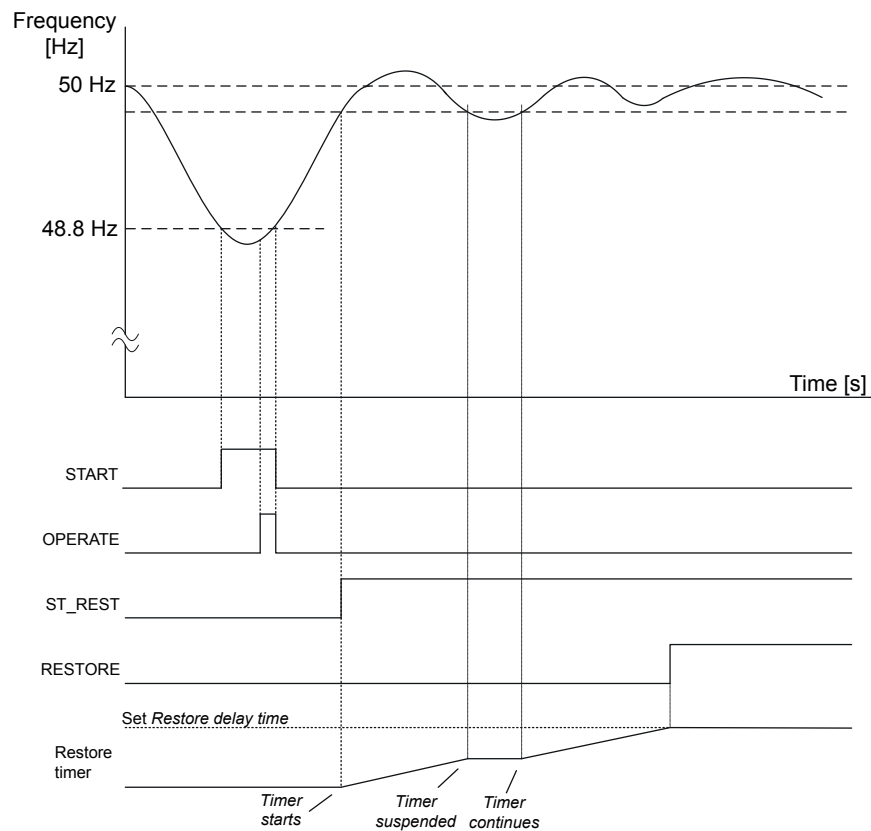 Frequency
[Hz]
50 Hz
48.8 Hz
Time [s]
START
OPERATE
ST_REST
RESTORE
Set Restore delay time
Restore
timer
Timer
starts
Timer
suspended
Timer
continues